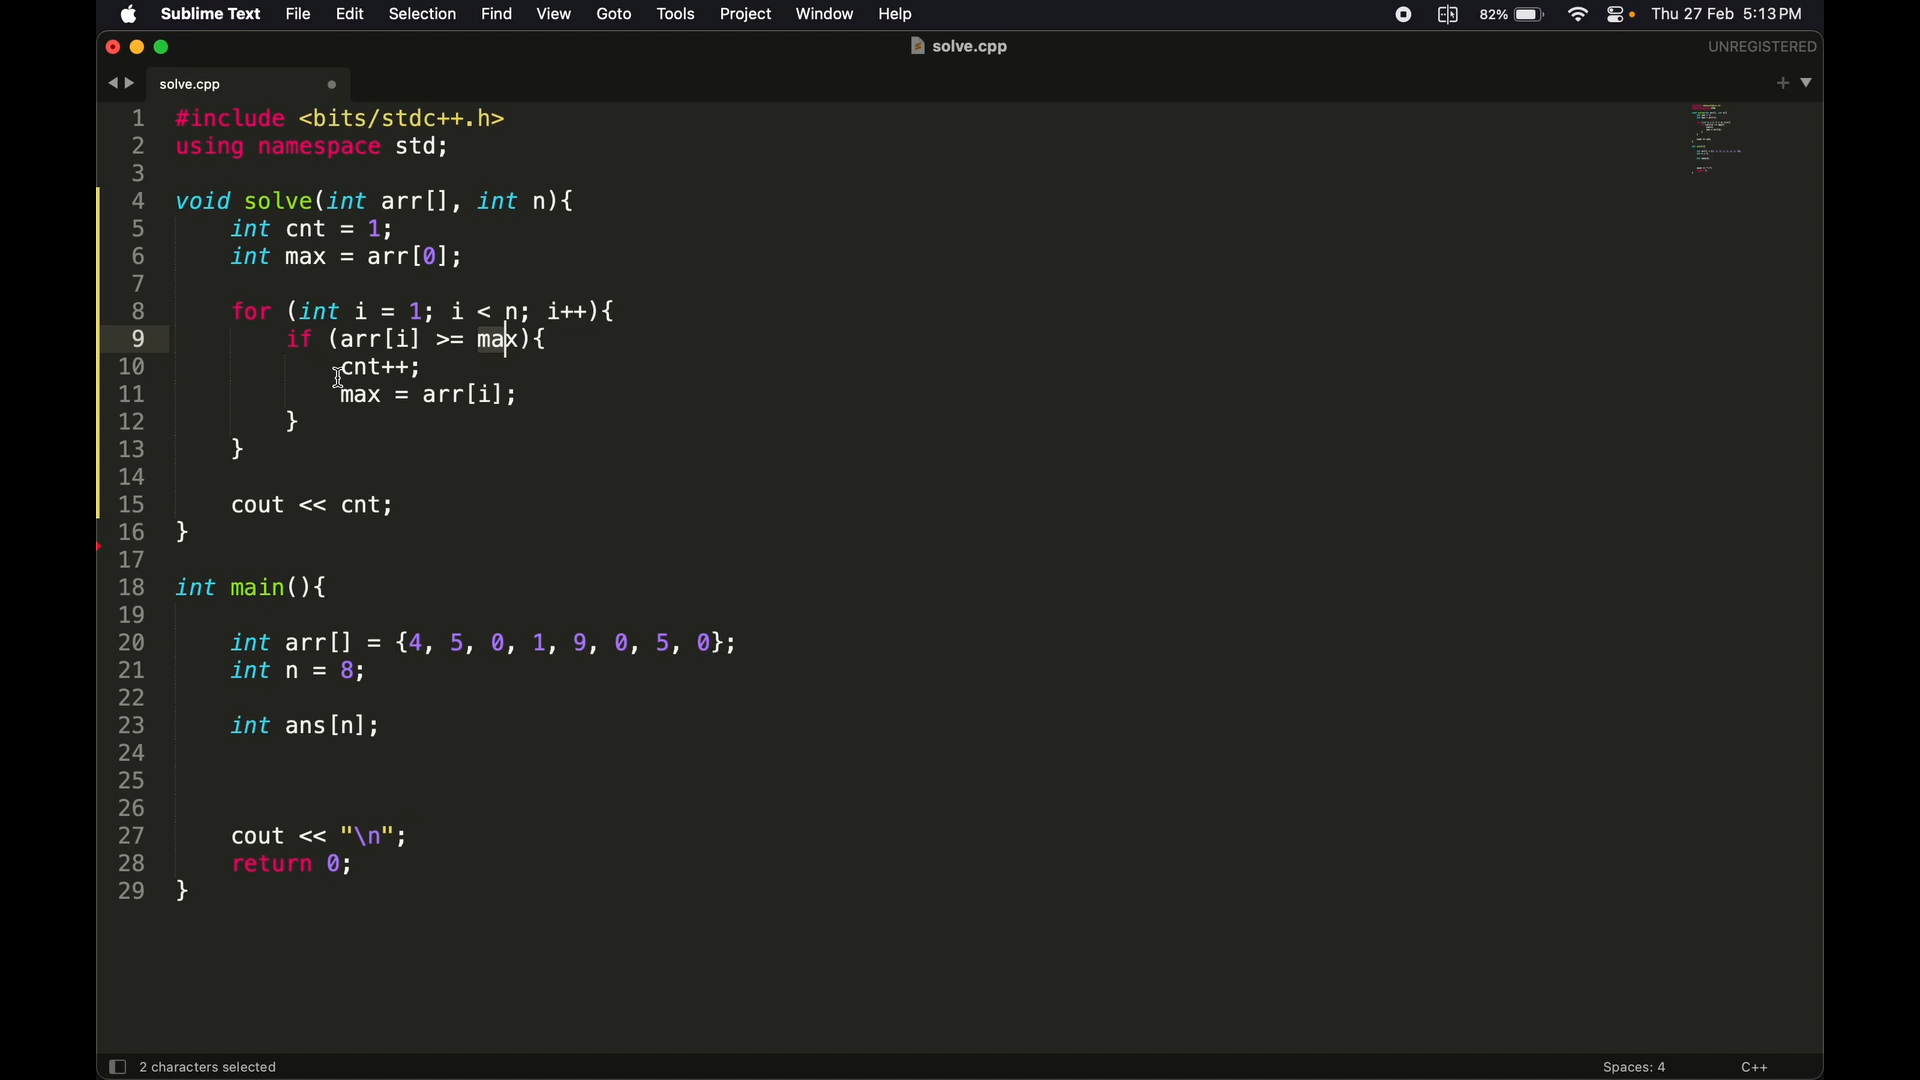 Sublime Text File Edit Selection Find View Goto Tools Project Window Help 82% Thu 27 Feb 5:13 PM
solve.cpp UNREGISTERED
solve.cpp
1 #include <bits/stdc++.h>
2 using namespace std;
3
4 void solve(int arr[], int n){
5 int cnt = 1;
6 int max = arr[0];
7
8 for (int i = 1; i < n; i++){
9 if (arr[i] >= max){
10 cnt++;
11 max = arr[i];
12 }
13 }
14
15 cout << cnt;
16 }
17
18 int main(){
19
20 int arr[] = {4, 5, 0, 1, 9, 0, 5, 0};
21 int n = 8;
22
23 int ans[n];
24
25
26
27 cout << "\n";
28 return 0;
29 }
2 characters selected Spaces: 4 C++